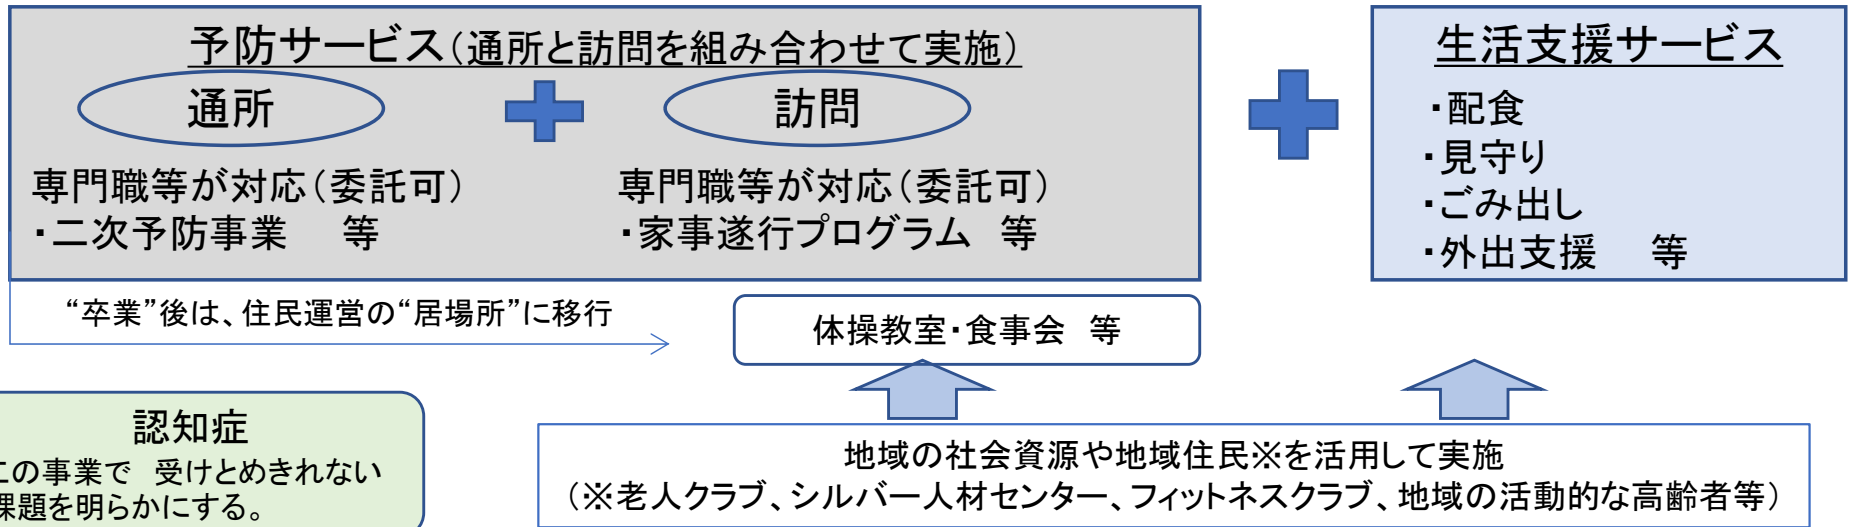 予防サービス(通所と訪問を組み合わせて実施)
通所
訪問
専門職等が対応(委託可)
・二次予防事業　等
専門職等が対応(委託可)
・家事遂行プログラム　等
生活支援サービス
・配食
・見守り
・ごみ出し
・外出支援　等
“卒業”後は、住民運営の“居場所”に移行
体操教室・食事会　等
認知症
この事業で　受けとめきれない
課題を明らかにする。
地域の社会資源や地域住民※を活用して実施
(※老人クラブ、シルバー人材センター、フィットネスクラブ、地域の活動的な高齢者等)